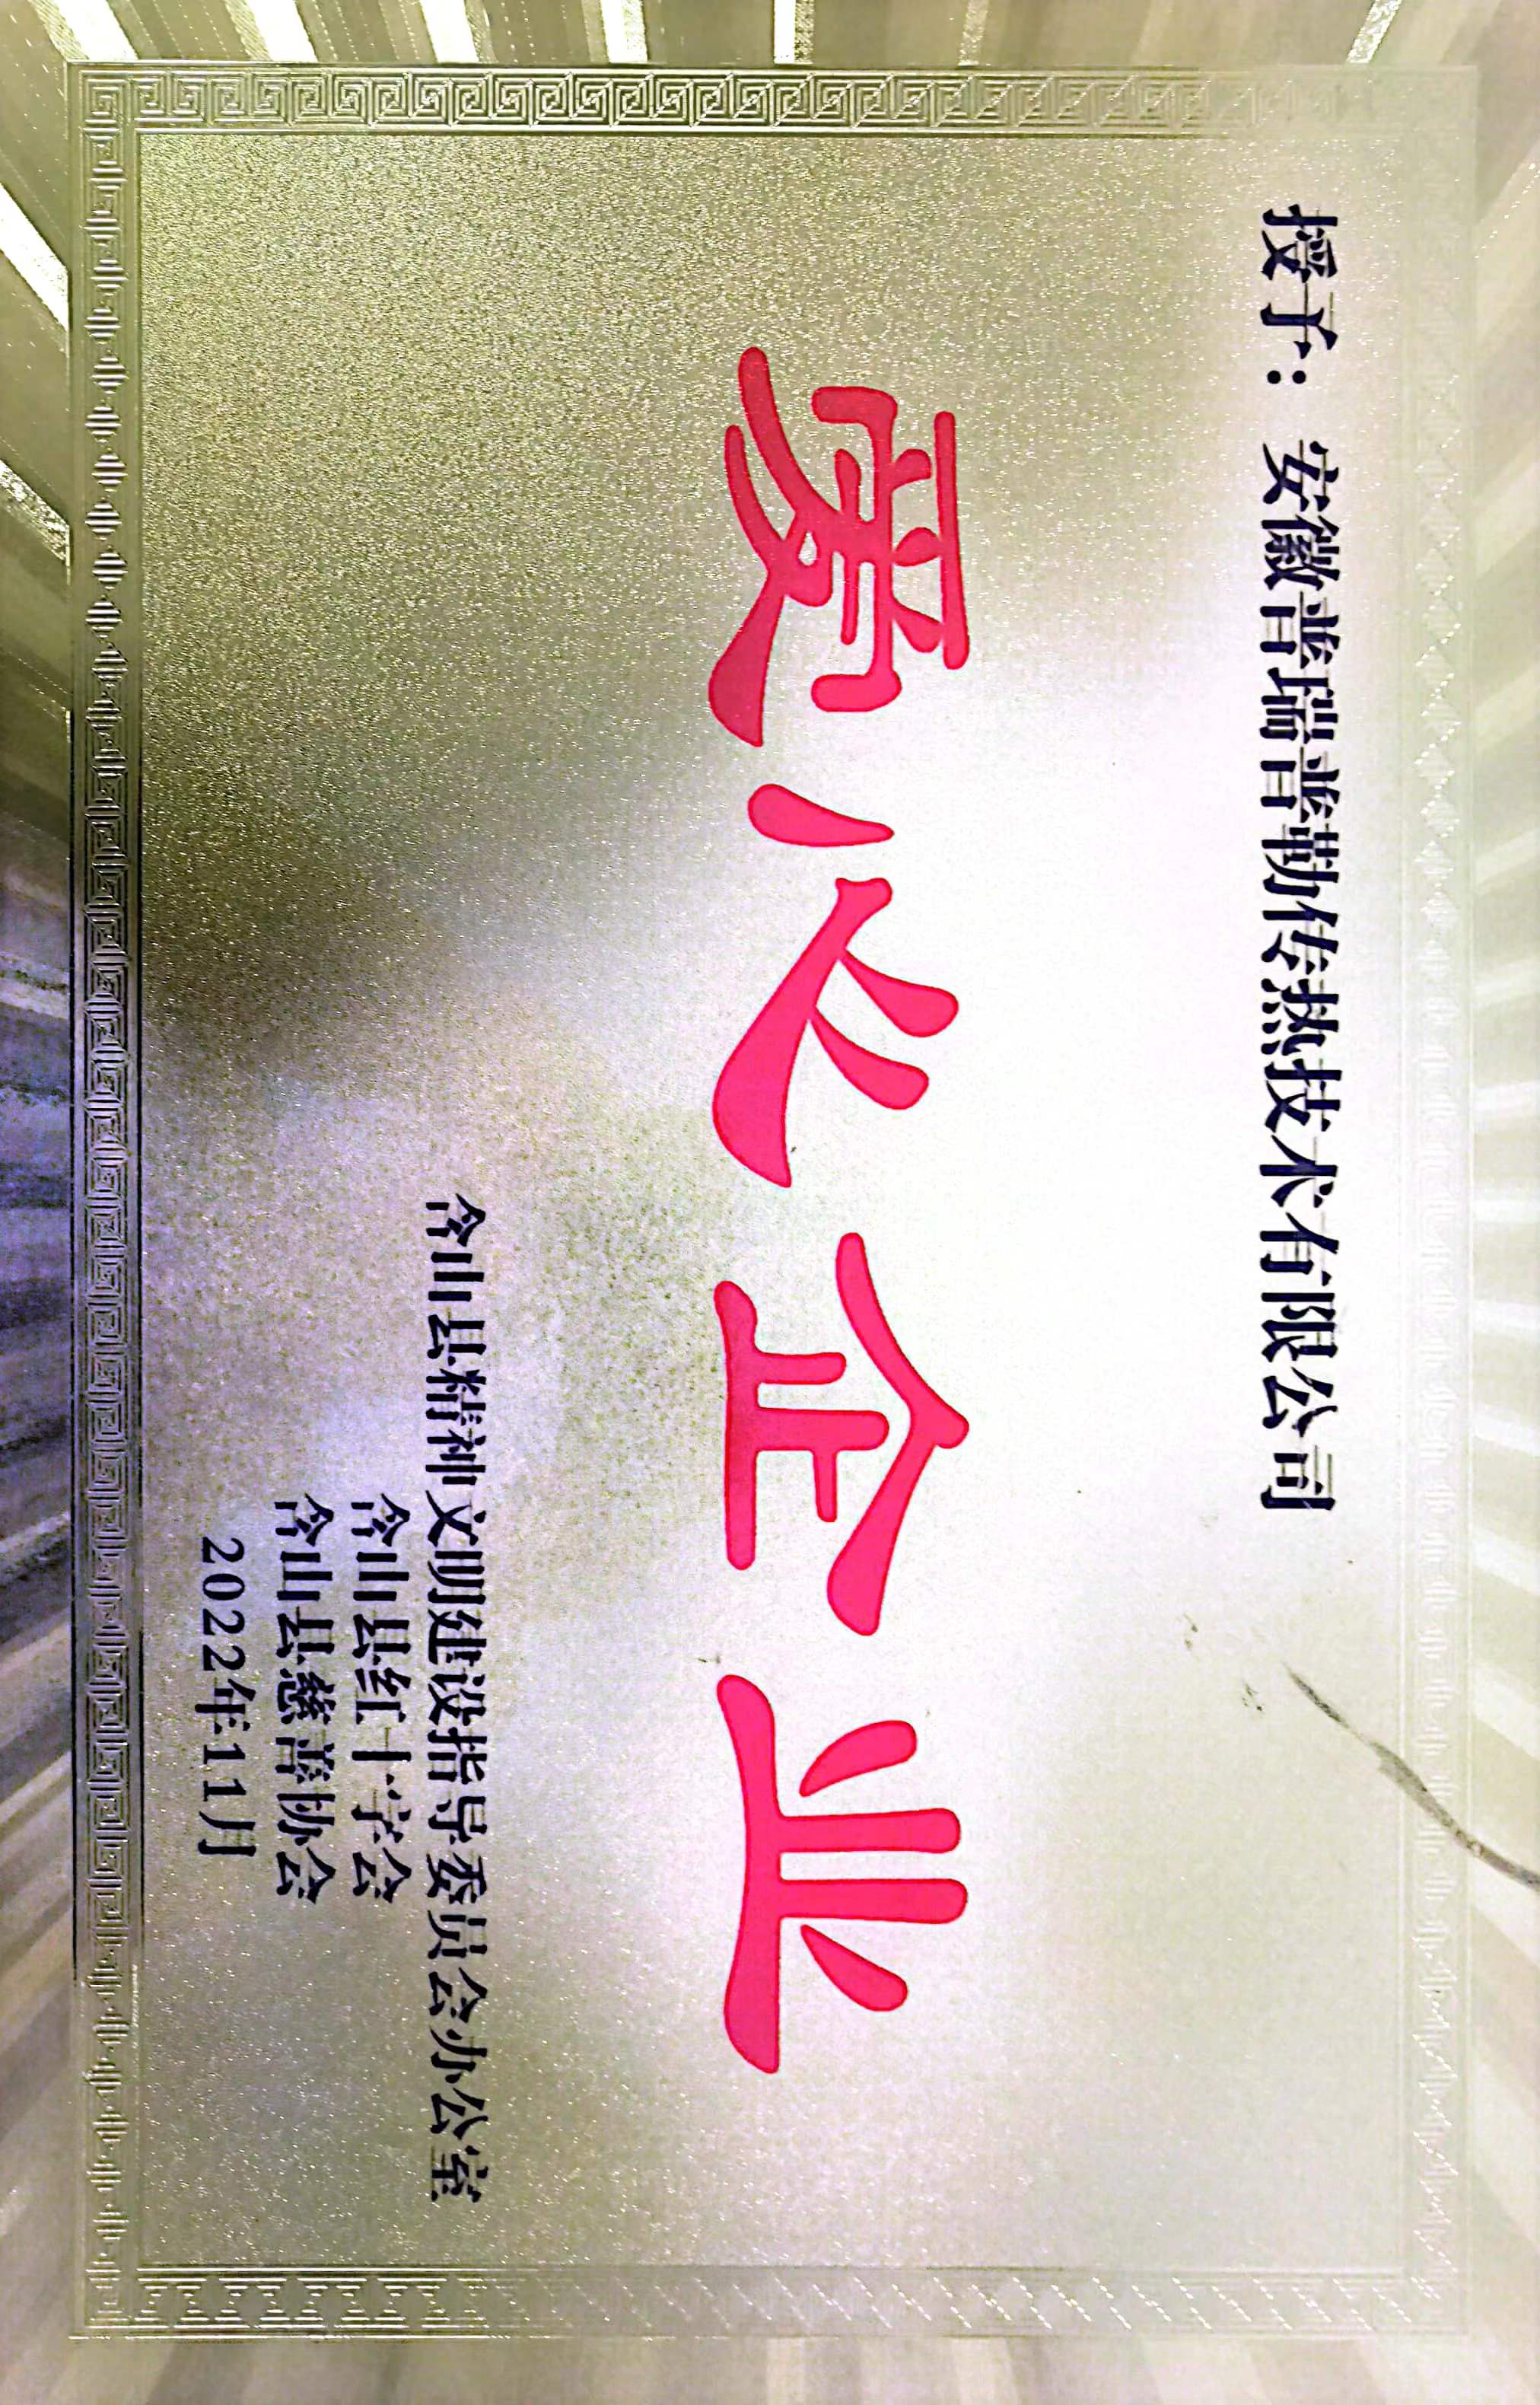 授予：安徽普瑞普勒传热技术有限公司
爱心企业
含山县精神文明建设指导委员会办公室
含山县红十字会
含山县慈善协会
2022年11月